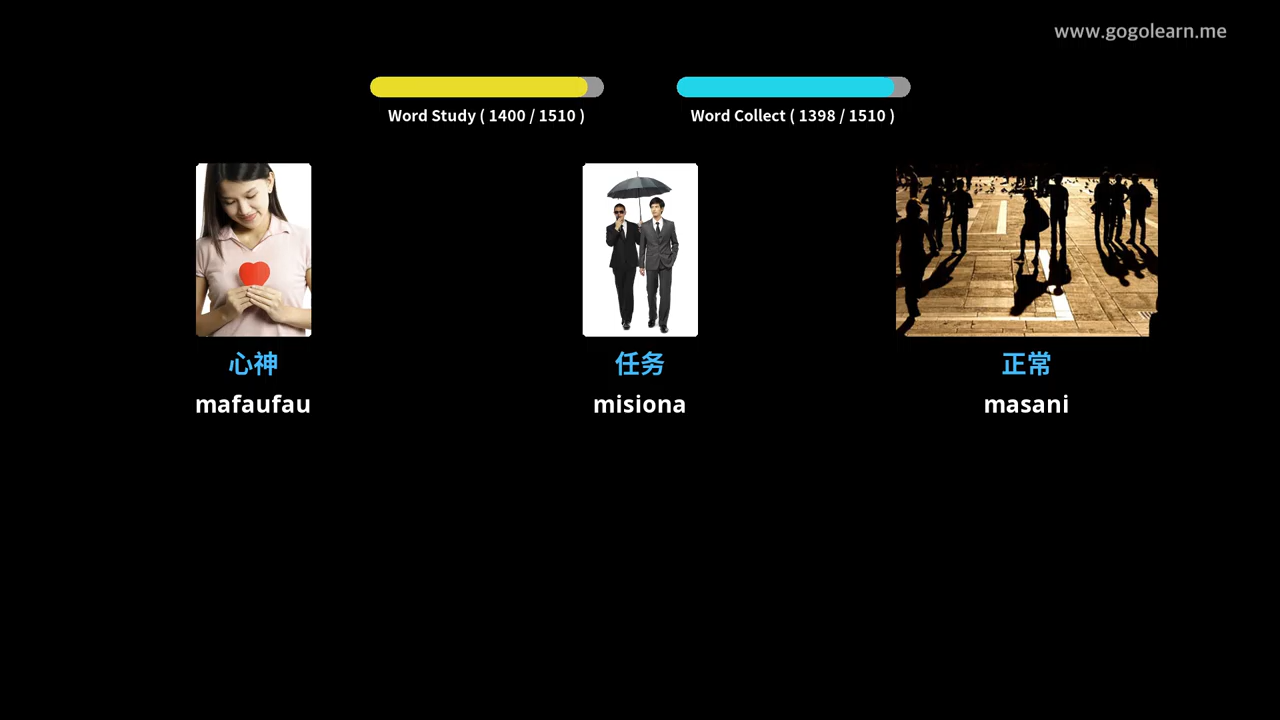 www.gogolearn.me
Word Study ( 1400 / 1510 )
Word Collect ( 1398 / 1510 )
心神
mafaufau
任务
misiona
正常
masani